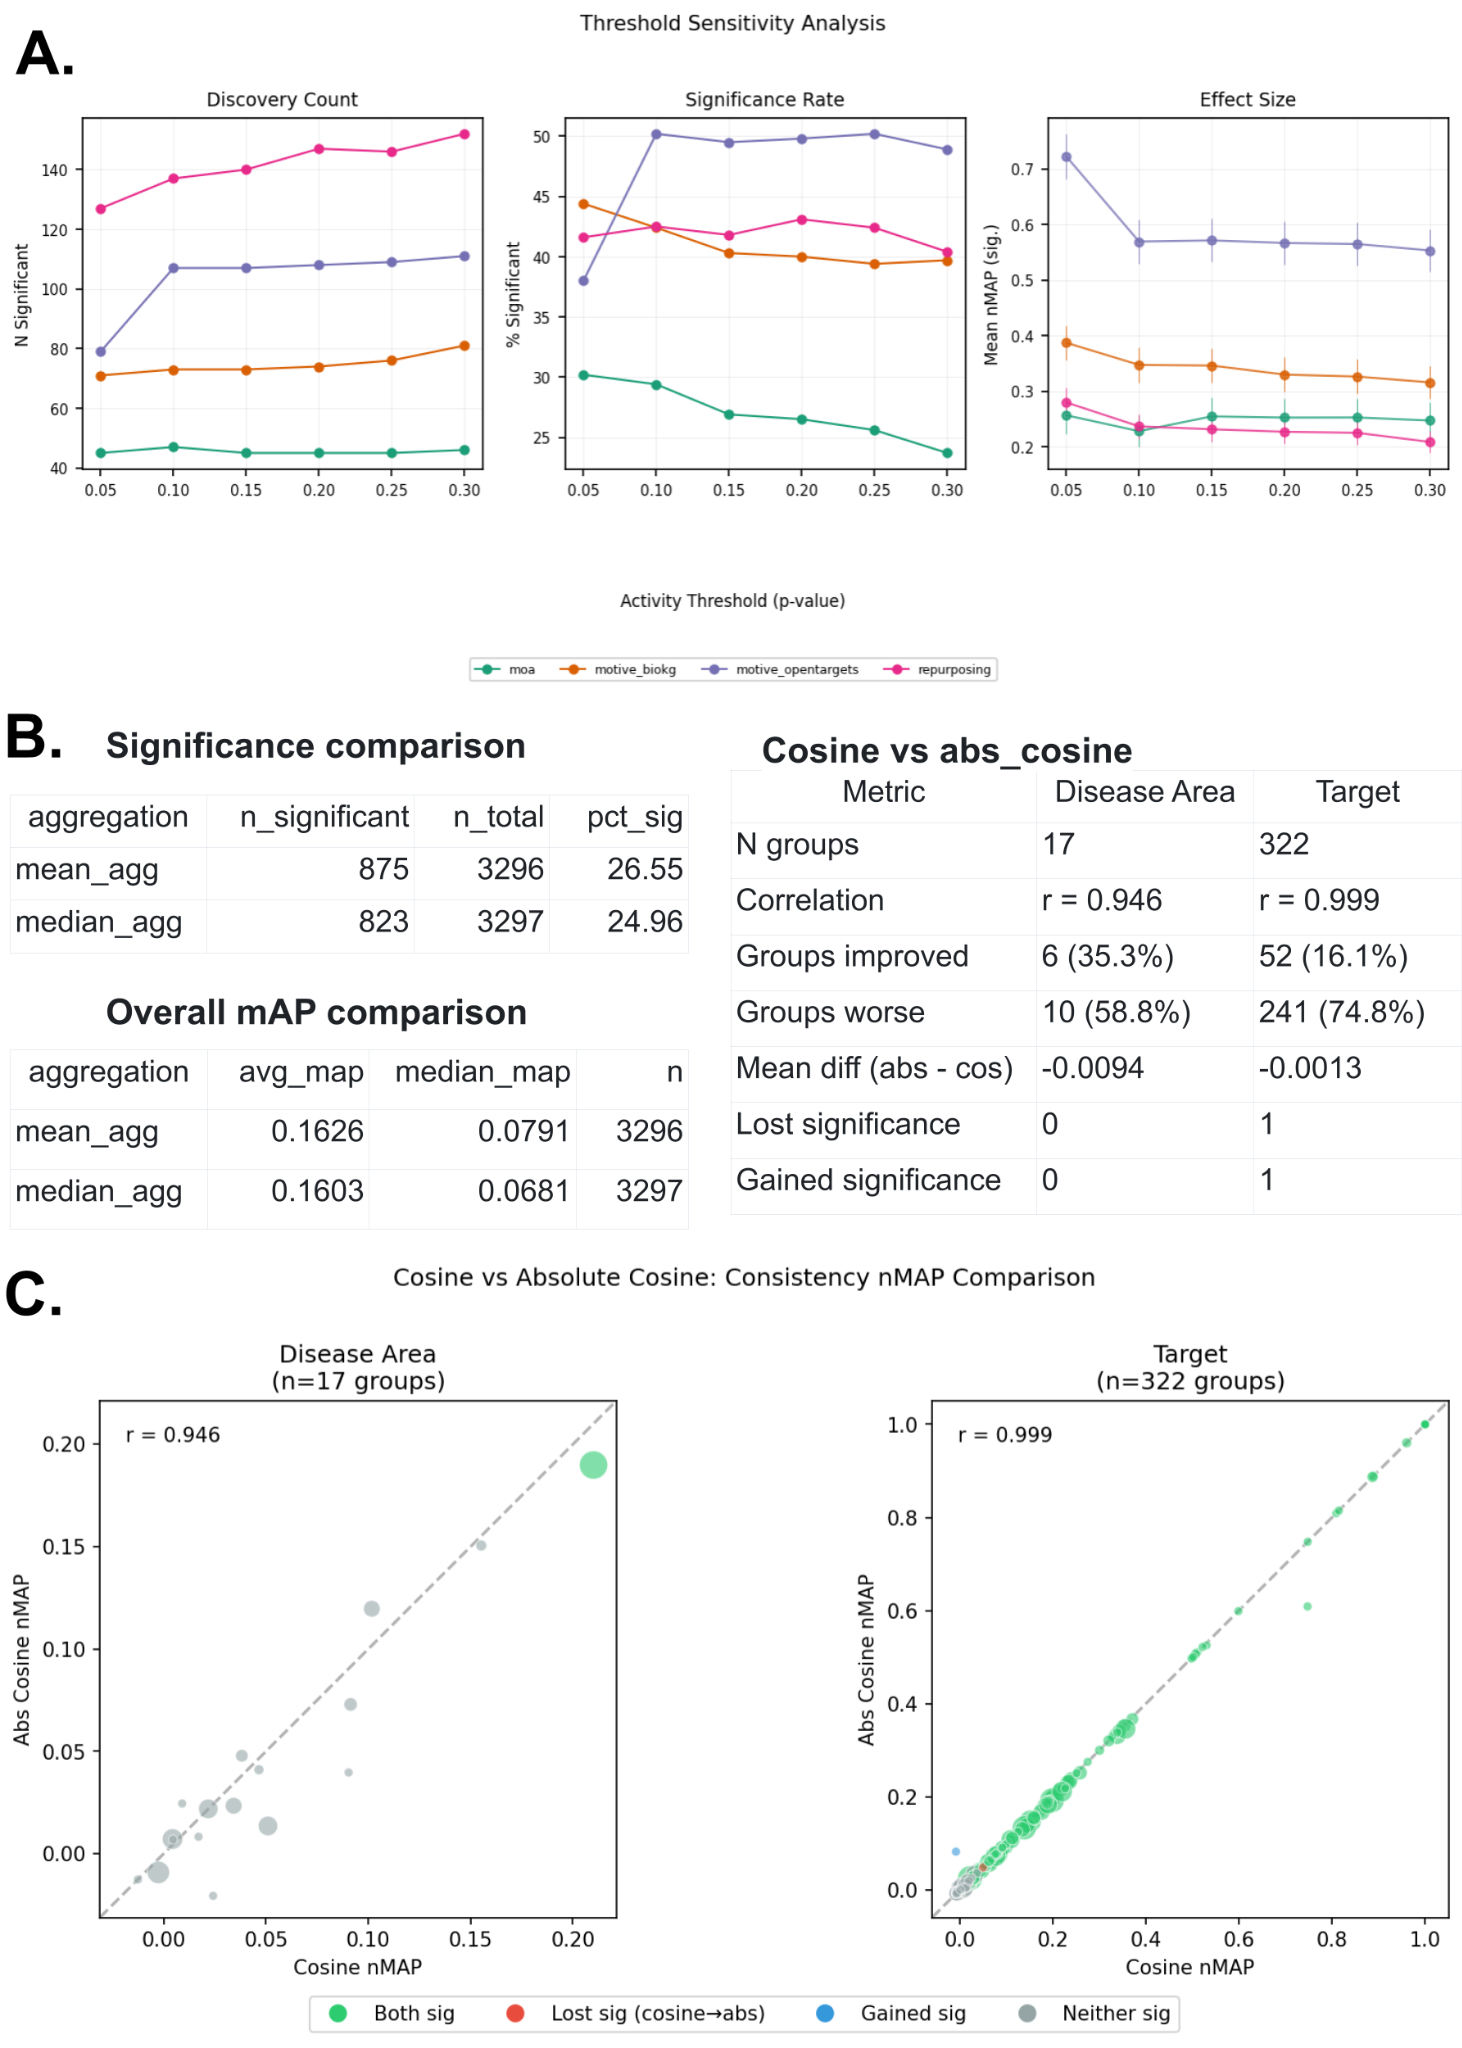 Threshold Sensitivity Analysis
A.
Discovery Count
Significance Rate
Effect Size
N Significant
140
120
100
80
60
40
0.05 0.10 0.15 0.20 0.25 0.30
% Significant
50
45
40
35
30
25
0.05 0.10 0.15 0.20 0.25 0.30
Mean nMAP (sig.)
0.7
0.6
0.5
0.4
0.3
0.2
0.05 0.10 0.15 0.20 0.25 0.30
Activity Threshold (p-value)
moa motive_biokg motive_opentargets repurposing
B.
Significance comparison
aggregation n_significant n_total pct_sig
mean_agg 875 3296 26.55
median_agg 823 3297 24.96
Overall mAP comparison
aggregation avg_map median_map n
mean_agg 0.1626 0.0791 3296
median_agg 0.1603 0.0681 3297
Cosine vs abs_cosine
Metric Disease Area Target
N groups 17 322
Correlation r = 0.946 r = 0.999
Groups improved 6 (35.3%) 52 (16.1%)
Groups worse 10 (58.8%) 241 (74.8%)
Mean diff (abs - cos) -0.0094 -0.0013
Lost significance 0 1
Gained significance 0 1
C.
Cosine vs Absolute Cosine: Consistency nMAP Comparison
Disease Area
(n=17 groups)
r = 0.946
Abs Cosine nMAP
0.20
0.15
0.10
0.05
0.00
0.00 0.05 0.10 0.15 0.20
Cosine nMAP
Target
(n=322 groups)
r = 0.999
Abs Cosine nMAP
1.0
0.8
0.6
0.4
0.2
0.0
0.0 0.2 0.4 0.6 0.8 1.0
Cosine nMAP
Both sig Lost sig (cosine→abs) Gained sig Neither sig